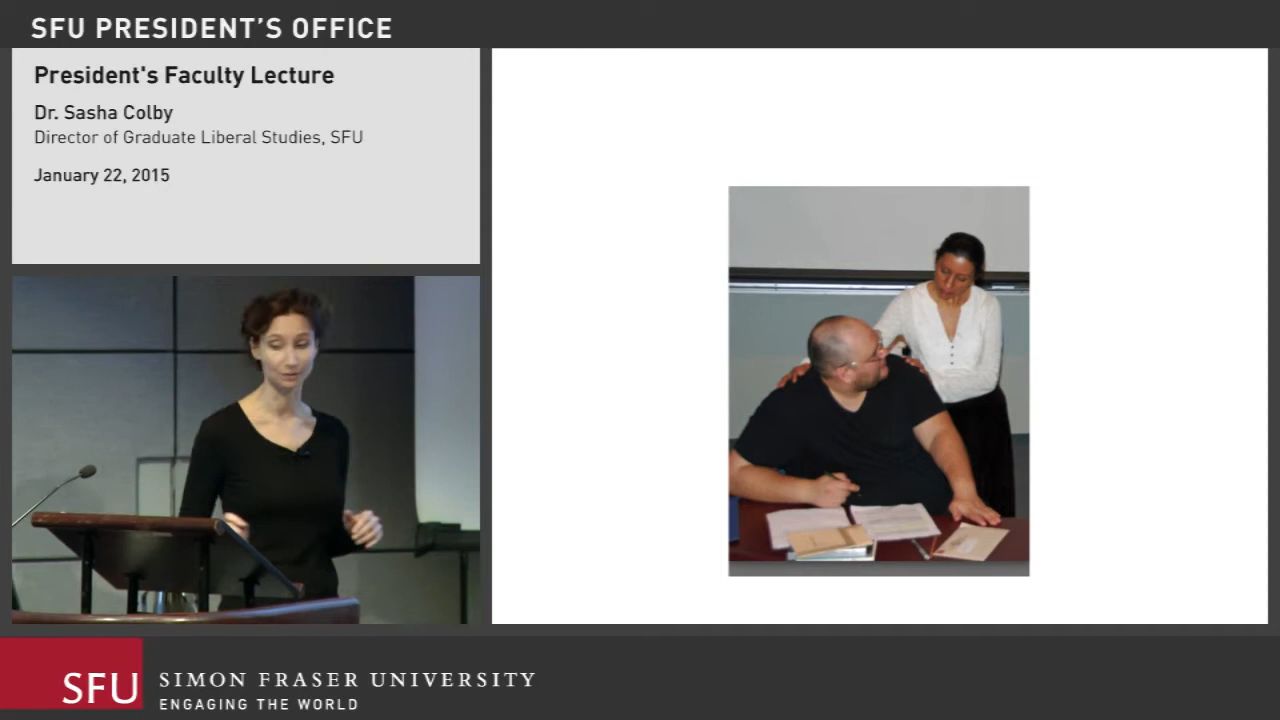 SFU PRESIDENT'S OFFICE
President's Faculty Lecture
Dr. Sasha Colby
Director of Graduate Liberal Studies, SFU
January 22, 2015
SFU
SIMON FRASER UNIVERSITY
ENGAGING THE WORLD